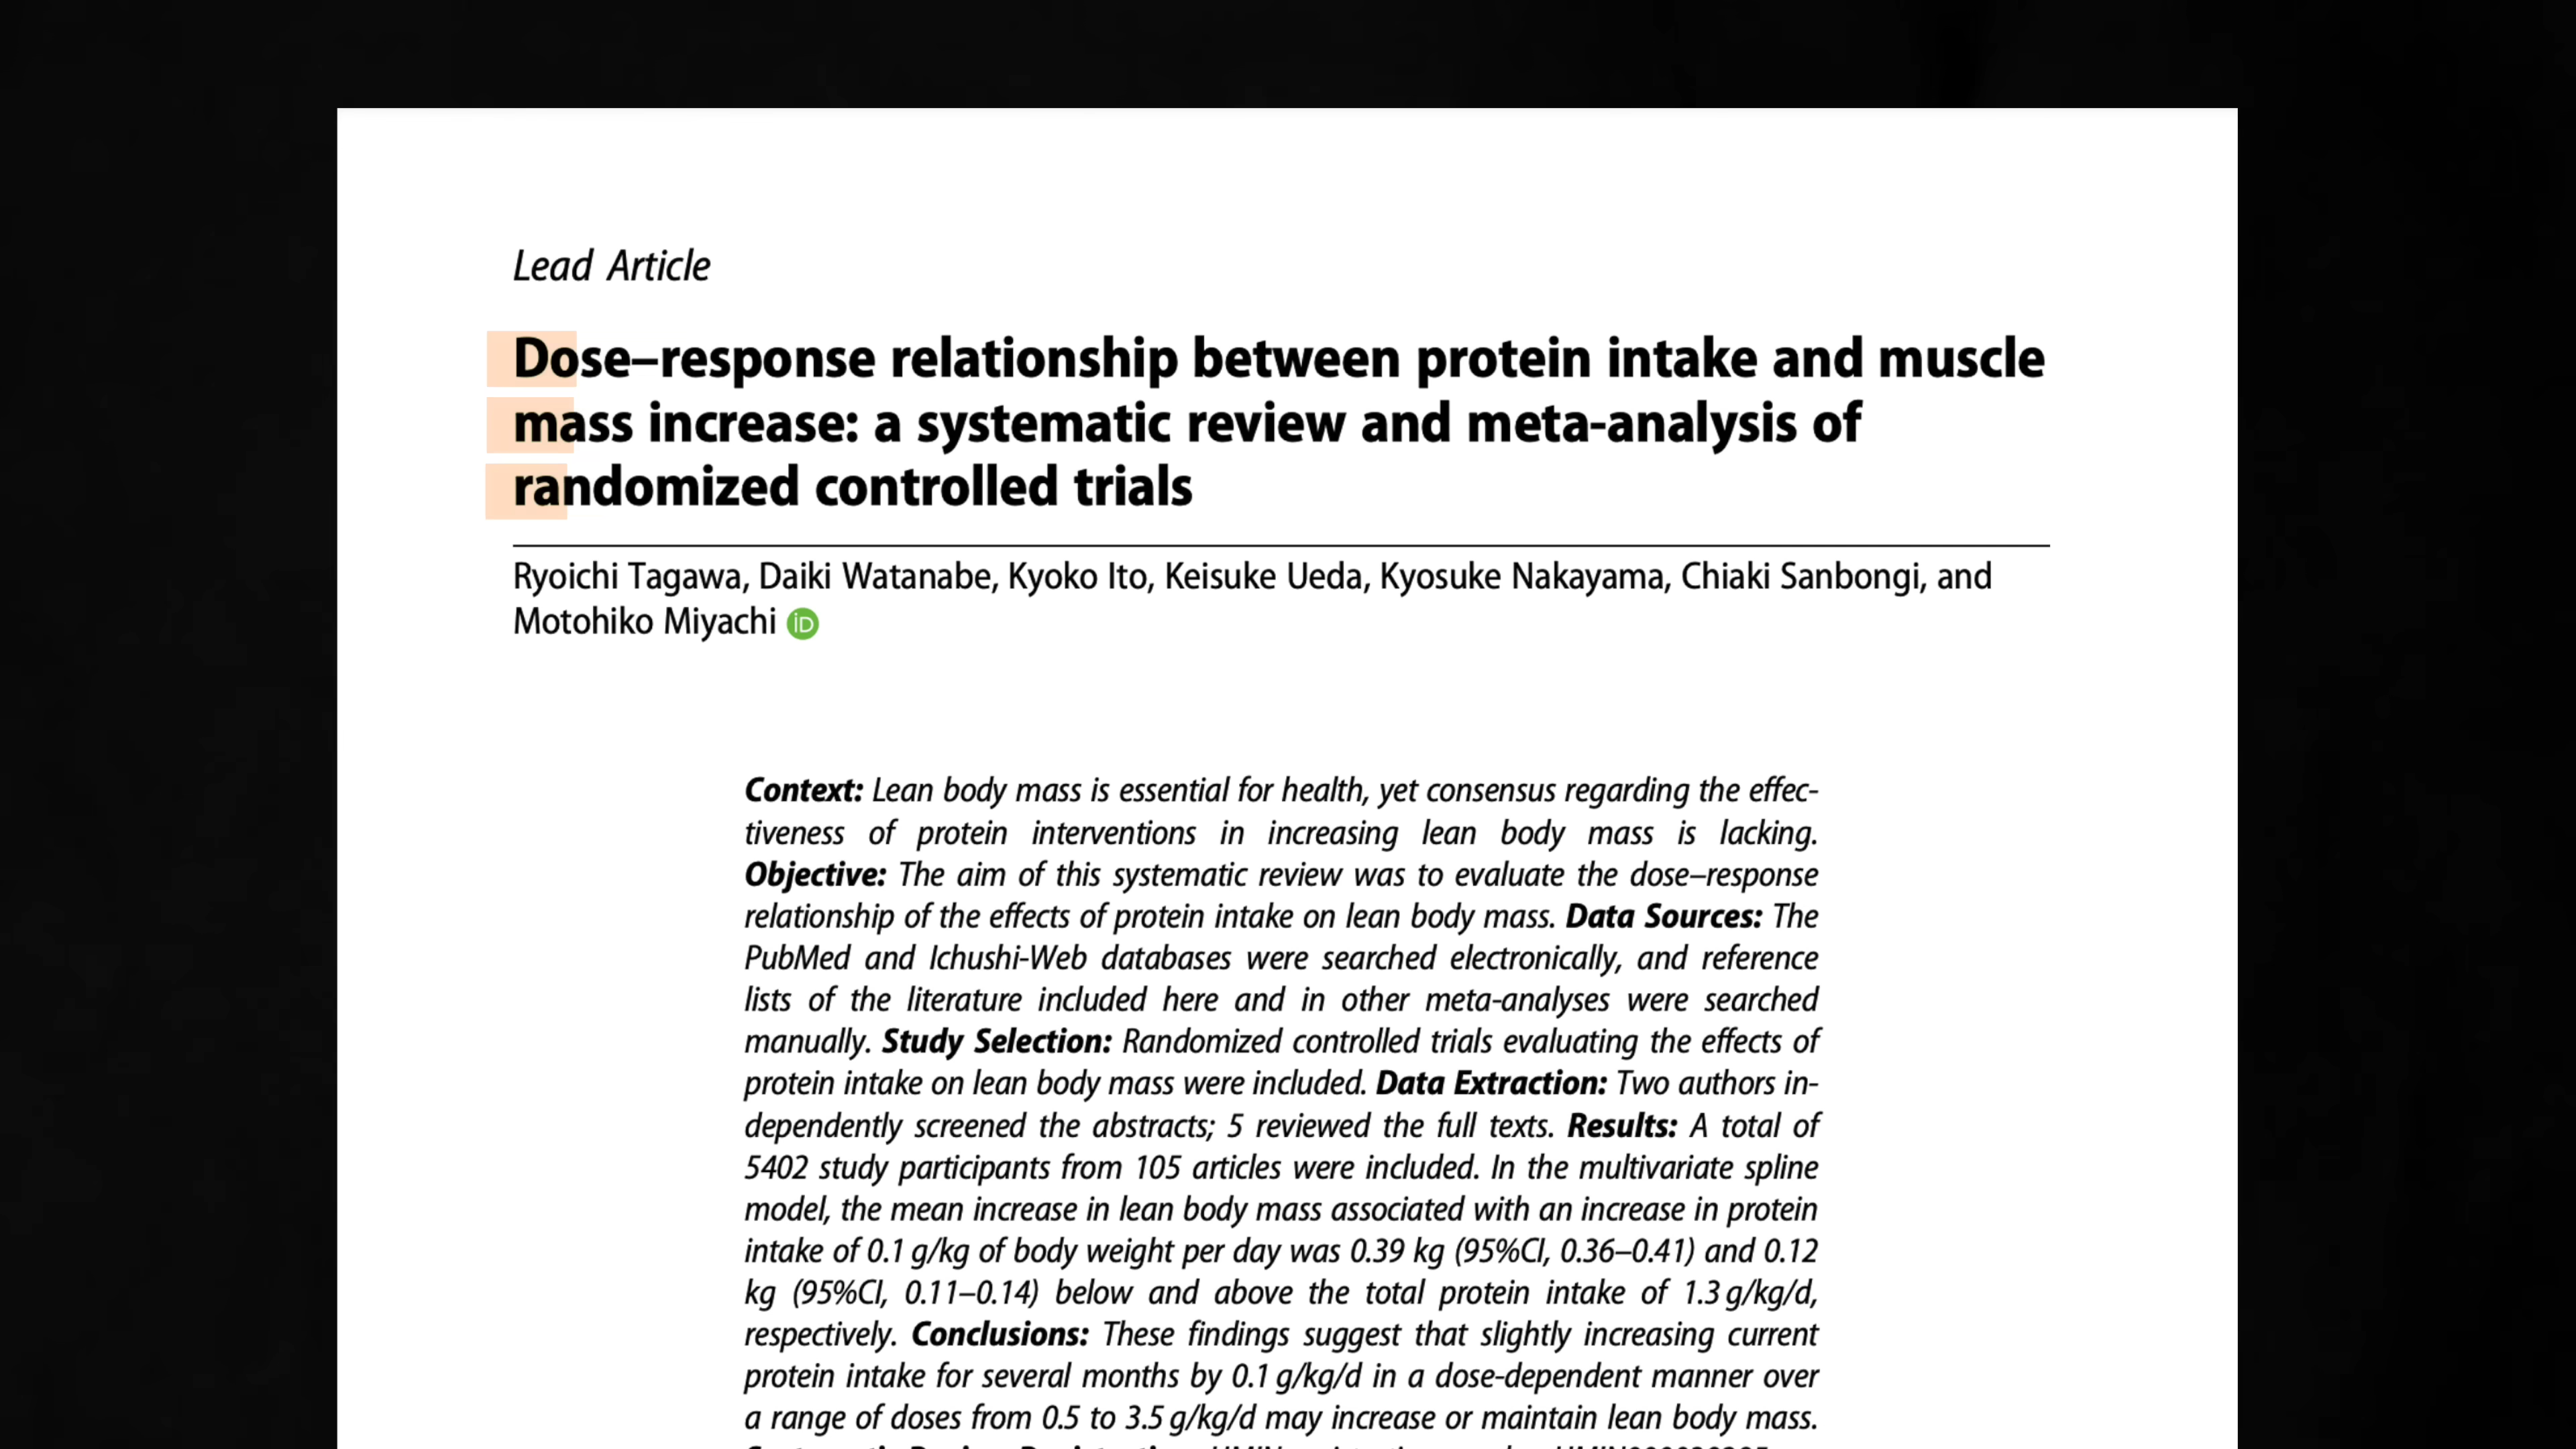 Lead Article
Dose–response relationship between protein intake and muscle
mass increase: a systematic review and meta-analysis of
randomized controlled trials
Ryoichi Tagawa, Daiki Watanabe, Kyoko Ito, Keisuke Ueda, Kyosuke Nakayama, Chiaki Sanbongi, and
Motohiko Miyachi iD
Context: Lean body mass is essential for health, yet consensus regarding the effec-
tiveness of protein interventions in increasing lean body mass is lacking.
Objective: The aim of this systematic review was to evaluate the dose–response
relationship of the effects of protein intake on lean body mass. Data Sources: The
PubMed and Ichushi-Web databases were searched electronically, and reference
lists of the literature included here and in other meta-analyses were searched
manually. Study Selection: Randomized controlled trials evaluating the effects of
protein intake on lean body mass were included. Data Extraction: Two authors in-
dependently screened the abstracts; 5 reviewed the full texts. Results: A total of
5402 study participants from 105 articles were included. In the multivariate spline
model, the mean increase in lean body mass associated with an increase in protein
intake of 0.1 g/kg of body weight per day was 0.39 kg (95%CI, 0.36–0.41) and 0.12
kg (95%CI, 0.11–0.14) below and above the total protein intake of 1.3 g/kg/d,
respectively. Conclusions: These findings suggest that slightly increasing current
protein intake for several months by 0.1 g/kg/d in a dose-dependent manner over
a range of doses from 0.5 to 3.5 g/kg/d may increase or maintain lean body mass.